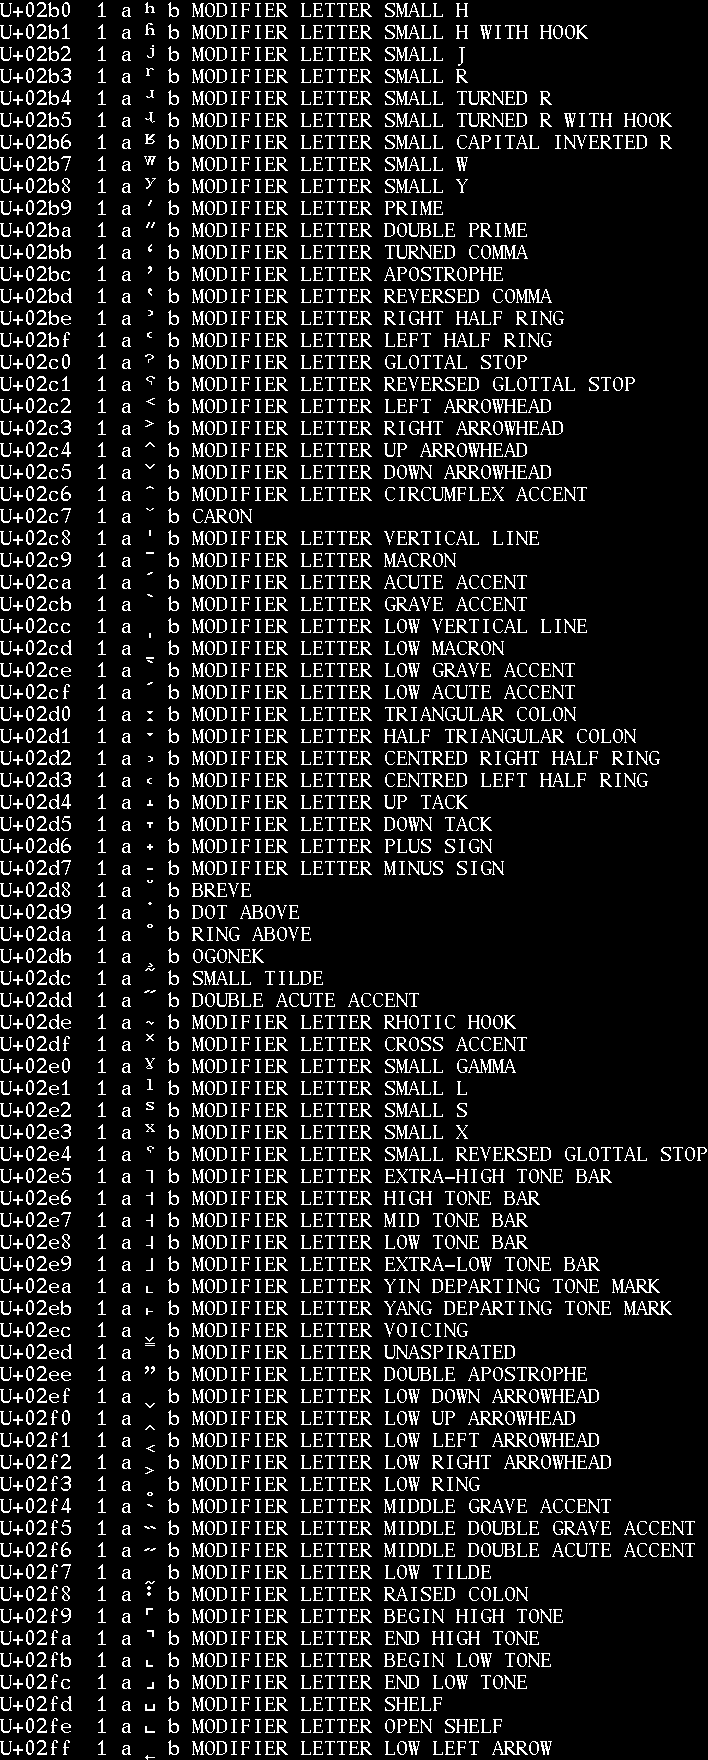 U+02b0 1 a ʰ b MODIFIER LETTER SMALL H
U+02b1 1 a ʱ b MODIFIER LETTER SMALL H WITH HOOK
U+02b2 1 a ʲ b MODIFIER LETTER SMALL J
U+02b3 1 a ʳ b MODIFIER LETTER SMALL R
U+02b4 1 a ʴ b MODIFIER LETTER SMALL TURNED R
U+02b5 1 a ʵ b MODIFIER LETTER SMALL TURNED R WITH HOOK
U+02b6 1 a ʶ b MODIFIER LETTER SMALL CAPITAL INVERTED R
U+02b7 1 a ʷ b MODIFIER LETTER SMALL W
U+02b8 1 a ʸ b MODIFIER LETTER SMALL Y
U+02b9 1 a ʹ b MODIFIER LETTER PRIME
U+02ba 1 a ʺ b MODIFIER LETTER DOUBLE PRIME
U+02bb 1 a ʻ b MODIFIER LETTER TURNED COMMA
U+02bc 1 a ʼ b MODIFIER LETTER APOSTROPHE
U+02bd 1 a ʽ b MODIFIER LETTER REVERSED COMMA
U+02be 1 a ʾ b MODIFIER LETTER RIGHT HALF RING
U+02bf 1 a ʿ b MODIFIER LETTER LEFT HALF RING
U+02c0 1 a ˀ b MODIFIER LETTER GLOTTAL STOP
U+02c1 1 a ˁ b MODIFIER LETTER REVERSED GLOTTAL STOP
U+02c2 1 a ˂ b MODIFIER LETTER LEFT ARROWHEAD
U+02c3 1 a ˃ b MODIFIER LETTER RIGHT ARROWHEAD
U+02c4 1 a ˄ b MODIFIER LETTER UP ARROWHEAD
U+02c5 1 a ˅ b MODIFIER LETTER DOWN ARROWHEAD
U+02c6 1 a ˆ b MODIFIER LETTER CIRCUMFLEX ACCENT
U+02c7 1 a ˇ b CARON
U+02c8 1 a ˈ b MODIFIER LETTER VERTICAL LINE
U+02c9 1 a ˉ b MODIFIER LETTER MACRON
U+02ca 1 a ˊ b MODIFIER LETTER ACUTE ACCENT
U+02cb 1 a ˋ b MODIFIER LETTER GRAVE ACCENT
U+02cc 1 a ˌ b MODIFIER LETTER LOW VERTICAL LINE
U+02cd 1 a ˍ b MODIFIER LETTER LOW MACRON
U+02ce 1 a ˎ b MODIFIER LETTER LOW GRAVE ACCENT
U+02cf 1 a ˏ b MODIFIER LETTER LOW ACUTE ACCENT
U+02d0 1 a ː b MODIFIER LETTER TRIANGULAR COLON
U+02d1 1 a ˑ b MODIFIER LETTER HALF TRIANGULAR COLON
U+02d2 1 a ˒ b MODIFIER LETTER CENTRED RIGHT HALF RING
U+02d3 1 a ˓ b MODIFIER LETTER CENTRED LEFT HALF RING
U+02d4 1 a ˔ b MODIFIER LETTER UP TACK
U+02d5 1 a ˕ b MODIFIER LETTER DOWN TACK
U+02d6 1 a ˖ b MODIFIER LETTER PLUS SIGN
U+02d7 1 a ˗ b MODIFIER LETTER MINUS SIGN
U+02d8 1 a ˘ b BREVE
U+02d9 1 a ˙ b DOT ABOVE
U+02da 1 a ˚ b RING ABOVE
U+02db 1 a ˛ b OGONEK
U+02dc 1 a ˜ b SMALL TILDE
U+02dd 1 a ˝ b DOUBLE ACUTE ACCENT
U+02de 1 a ˞ b MODIFIER LETTER RHOTIC HOOK
U+02df 1 a ˟ b MODIFIER LETTER CROSS ACCENT
U+02e0 1 a ˠ b MODIFIER LETTER SMALL GAMMA
U+02e1 1 a ˡ b MODIFIER LETTER SMALL L
U+02e2 1 a ˢ b MODIFIER LETTER SMALL S
U+02e3 1 a ˣ b MODIFIER LETTER SMALL X
U+02e4 1 a ˤ b MODIFIER LETTER SMALL REVERSED GLOTTAL STOP
U+02e5 1 a ˥ b MODIFIER LETTER EXTRA-HIGH TONE BAR
U+02e6 1 a ˦ b MODIFIER LETTER HIGH TONE BAR
U+02e7 1 a ˧ b MODIFIER LETTER MID TONE BAR
U+02e8 1 a ˨ b MODIFIER LETTER LOW TONE BAR
U+02e9 1 a ˩ b MODIFIER LETTER EXTRA-LOW TONE BAR
U+02ea 1 a ˪ b MODIFIER LETTER YIN DEPARTING TONE MARK
U+02eb 1 a ˫ b MODIFIER LETTER YANG DEPARTING TONE MARK
U+02ec 1 a ˬ b MODIFIER LETTER VOICING
U+02ed 1 a ˭ b MODIFIER LETTER UNASPIRATED
U+02ee 1 a ˮ b MODIFIER LETTER DOUBLE APOSTROPHE
U+02ef 1 a ˯ b MODIFIER LETTER LOW DOWN ARROWHEAD
U+02f0 1 a ˰ b MODIFIER LETTER LOW UP ARROWHEAD
U+02f1 1 a ˱ b MODIFIER LETTER LOW LEFT ARROWHEAD
U+02f2 1 a ˲ b MODIFIER LETTER LOW RIGHT ARROWHEAD
U+02f3 1 a ˳ b MODIFIER LETTER LOW RING
U+02f4 1 a ˴ b MODIFIER LETTER MIDDLE GRAVE ACCENT
U+02f5 1 a ˵ b MODIFIER LETTER MIDDLE DOUBLE GRAVE ACCENT
U+02f6 1 a ˶ b MODIFIER LETTER MIDDLE DOUBLE ACUTE ACCENT
U+02f7 1 a ˷ b MODIFIER LETTER LOW TILDE
U+02f8 1 a ˸ b MODIFIER LETTER RAISED COLON
U+02f9 1 a ˹ b MODIFIER LETTER BEGIN HIGH TONE
U+02fa 1 a ˺ b MODIFIER LETTER END HIGH TONE
U+02fb 1 a ˻ b MODIFIER LETTER BEGIN LOW TONE
U+02fc 1 a ˼ b MODIFIER LETTER END LOW TONE
U+02fd 1 a ˽ b MODIFIER LETTER SHELF
U+02fe 1 a ˾ b MODIFIER LETTER OPEN SHELF
U+02ff 1 a ˿ b MODIFIER LETTER LOW LEFT ARROW